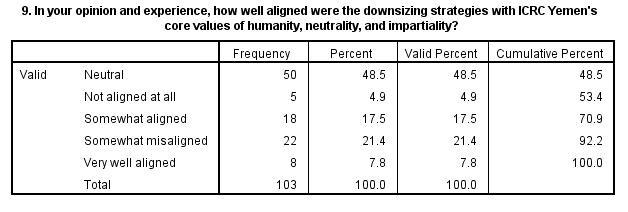 9. In your opinion and experience, how well aligned were the downsizing strategies with ICRC Yemen's
core values of humanity, neutrality, and impartiality?
Frequency Percent Valid Percent Cumulative Percent
Valid Neutral 50 48.5 48.5 48.5
Not aligned at all 5 4.9 4.9 53.4
Somewhat aligned 18 17.5 17.5 70.9
Somewhat misaligned 22 21.4 21.4 92.2
Very well aligned 8 7.8 7.8 100.0
Total 103 100.0 100.0